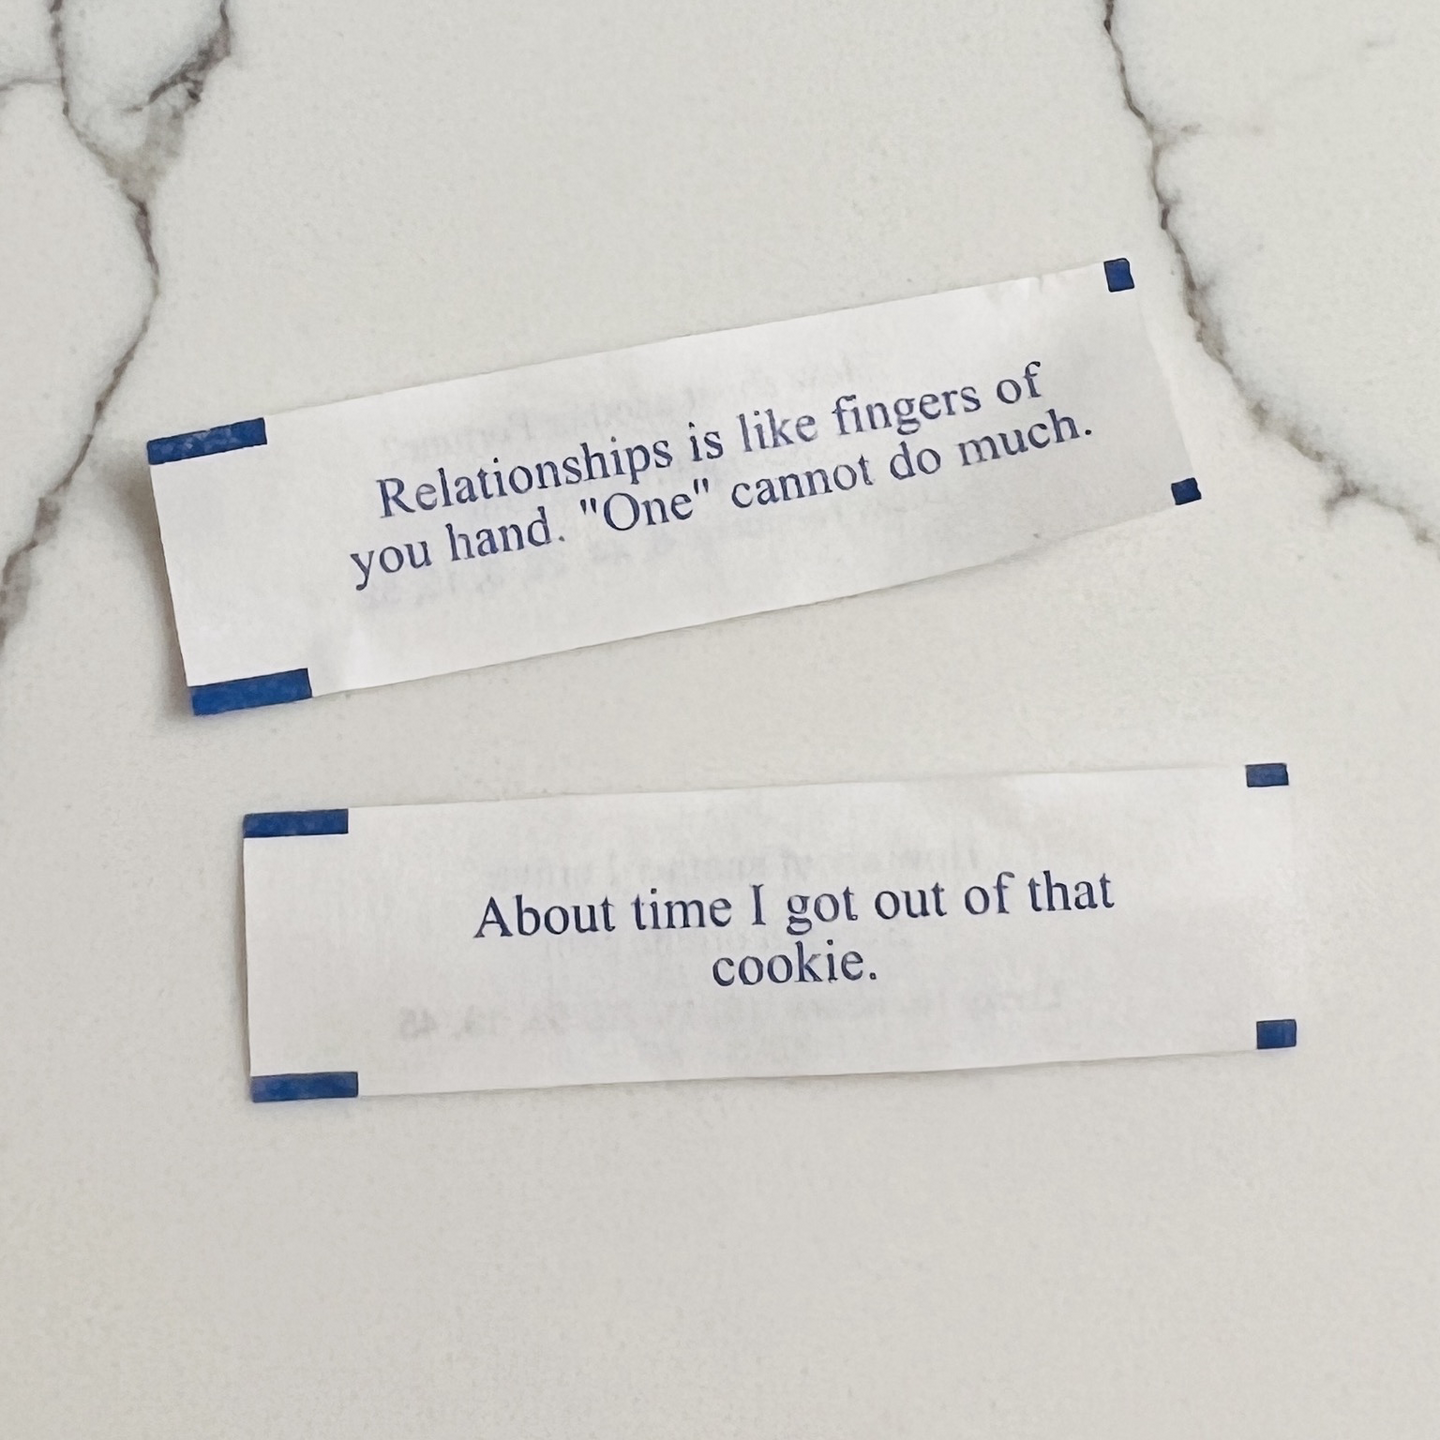 Relationships is like fingers of
you hand. "One" cannot do much.
About time I got out of that
cookie.